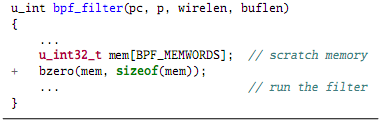 u_int bpf_filter(pc, p, wirelen, buflen)
{
...
u_int32_t mem[BPF_MEMWORDS]; // scratch memory
+ bzero(mem, sizeof(mem));
... // run the filter
}